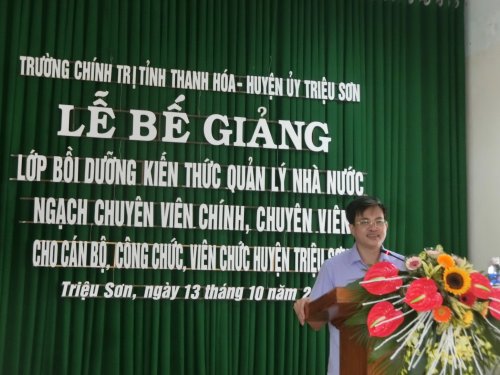 TRƯỜNG CHÍNH TRỊ TỈNH THANH HÓA - HUYỆN ỦY TRIỆU SƠN
LỄ BẾ GIẢNG
LỚP BỒI DƯỠNG KIẾN THỨC QUẢN LÝ NHÀ NƯỚC
NGẠCH CHUYÊN VIÊN CHÍNH, CHUYÊN VIÊN
CHO CÁN BỘ, CÔNG CHỨC, VIÊN CHỨC HUYỆN TRIỆU
Triệu Sơn, ngày 13 tháng 10 năm